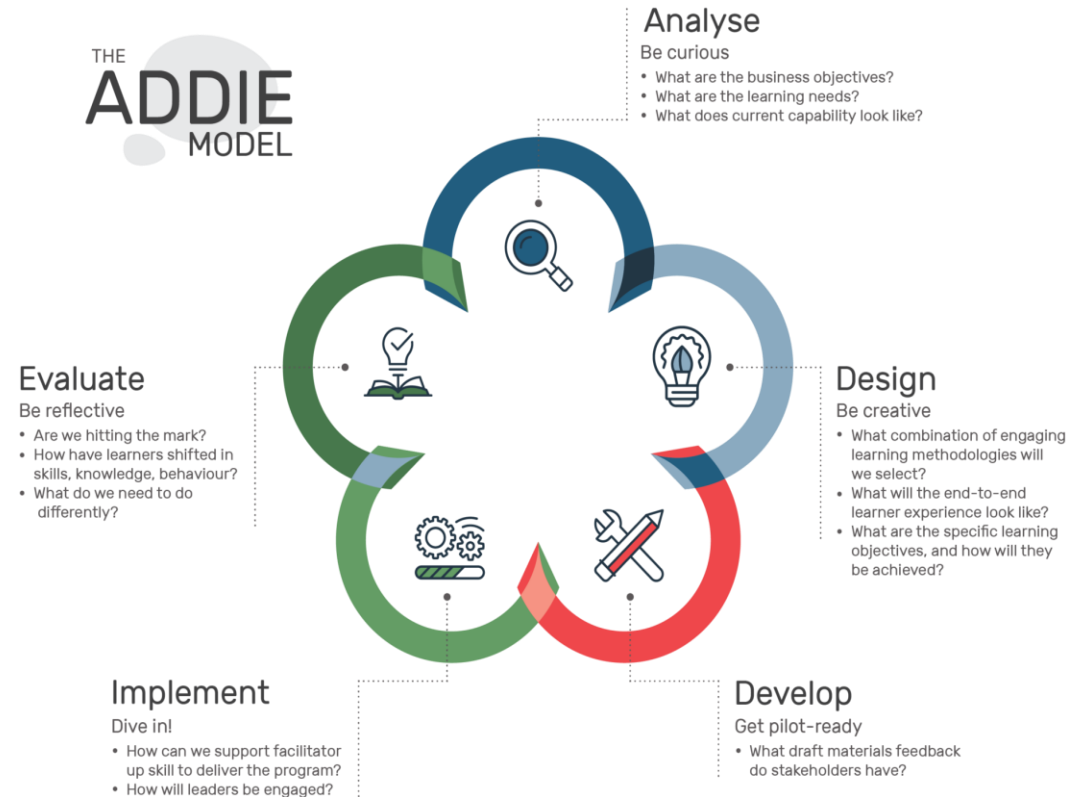 THE
ADDIE
MODEL
Analyse
Be curious
• What are the business objectives?
• What are the learning needs?
• What does current capability look like?
Design
Be creative
• What combination of engaging
learning methodologies will
we select?
• What will the end-to-end
learner experience look like?
• What are the specific learning
objectives, and how will they
be achieved?
Develop
Get pilot-ready
• What draft materials feedback
do stakeholders have?
Implement
Dive in!
• How can we support facilitator
up skill to deliver the program?
• How will leaders be engaged?
Evaluate
Be reflective
• Are we hitting the mark?
• How have learners shifted in
skills, knowledge, behaviour?
• What do we need to do
differently?